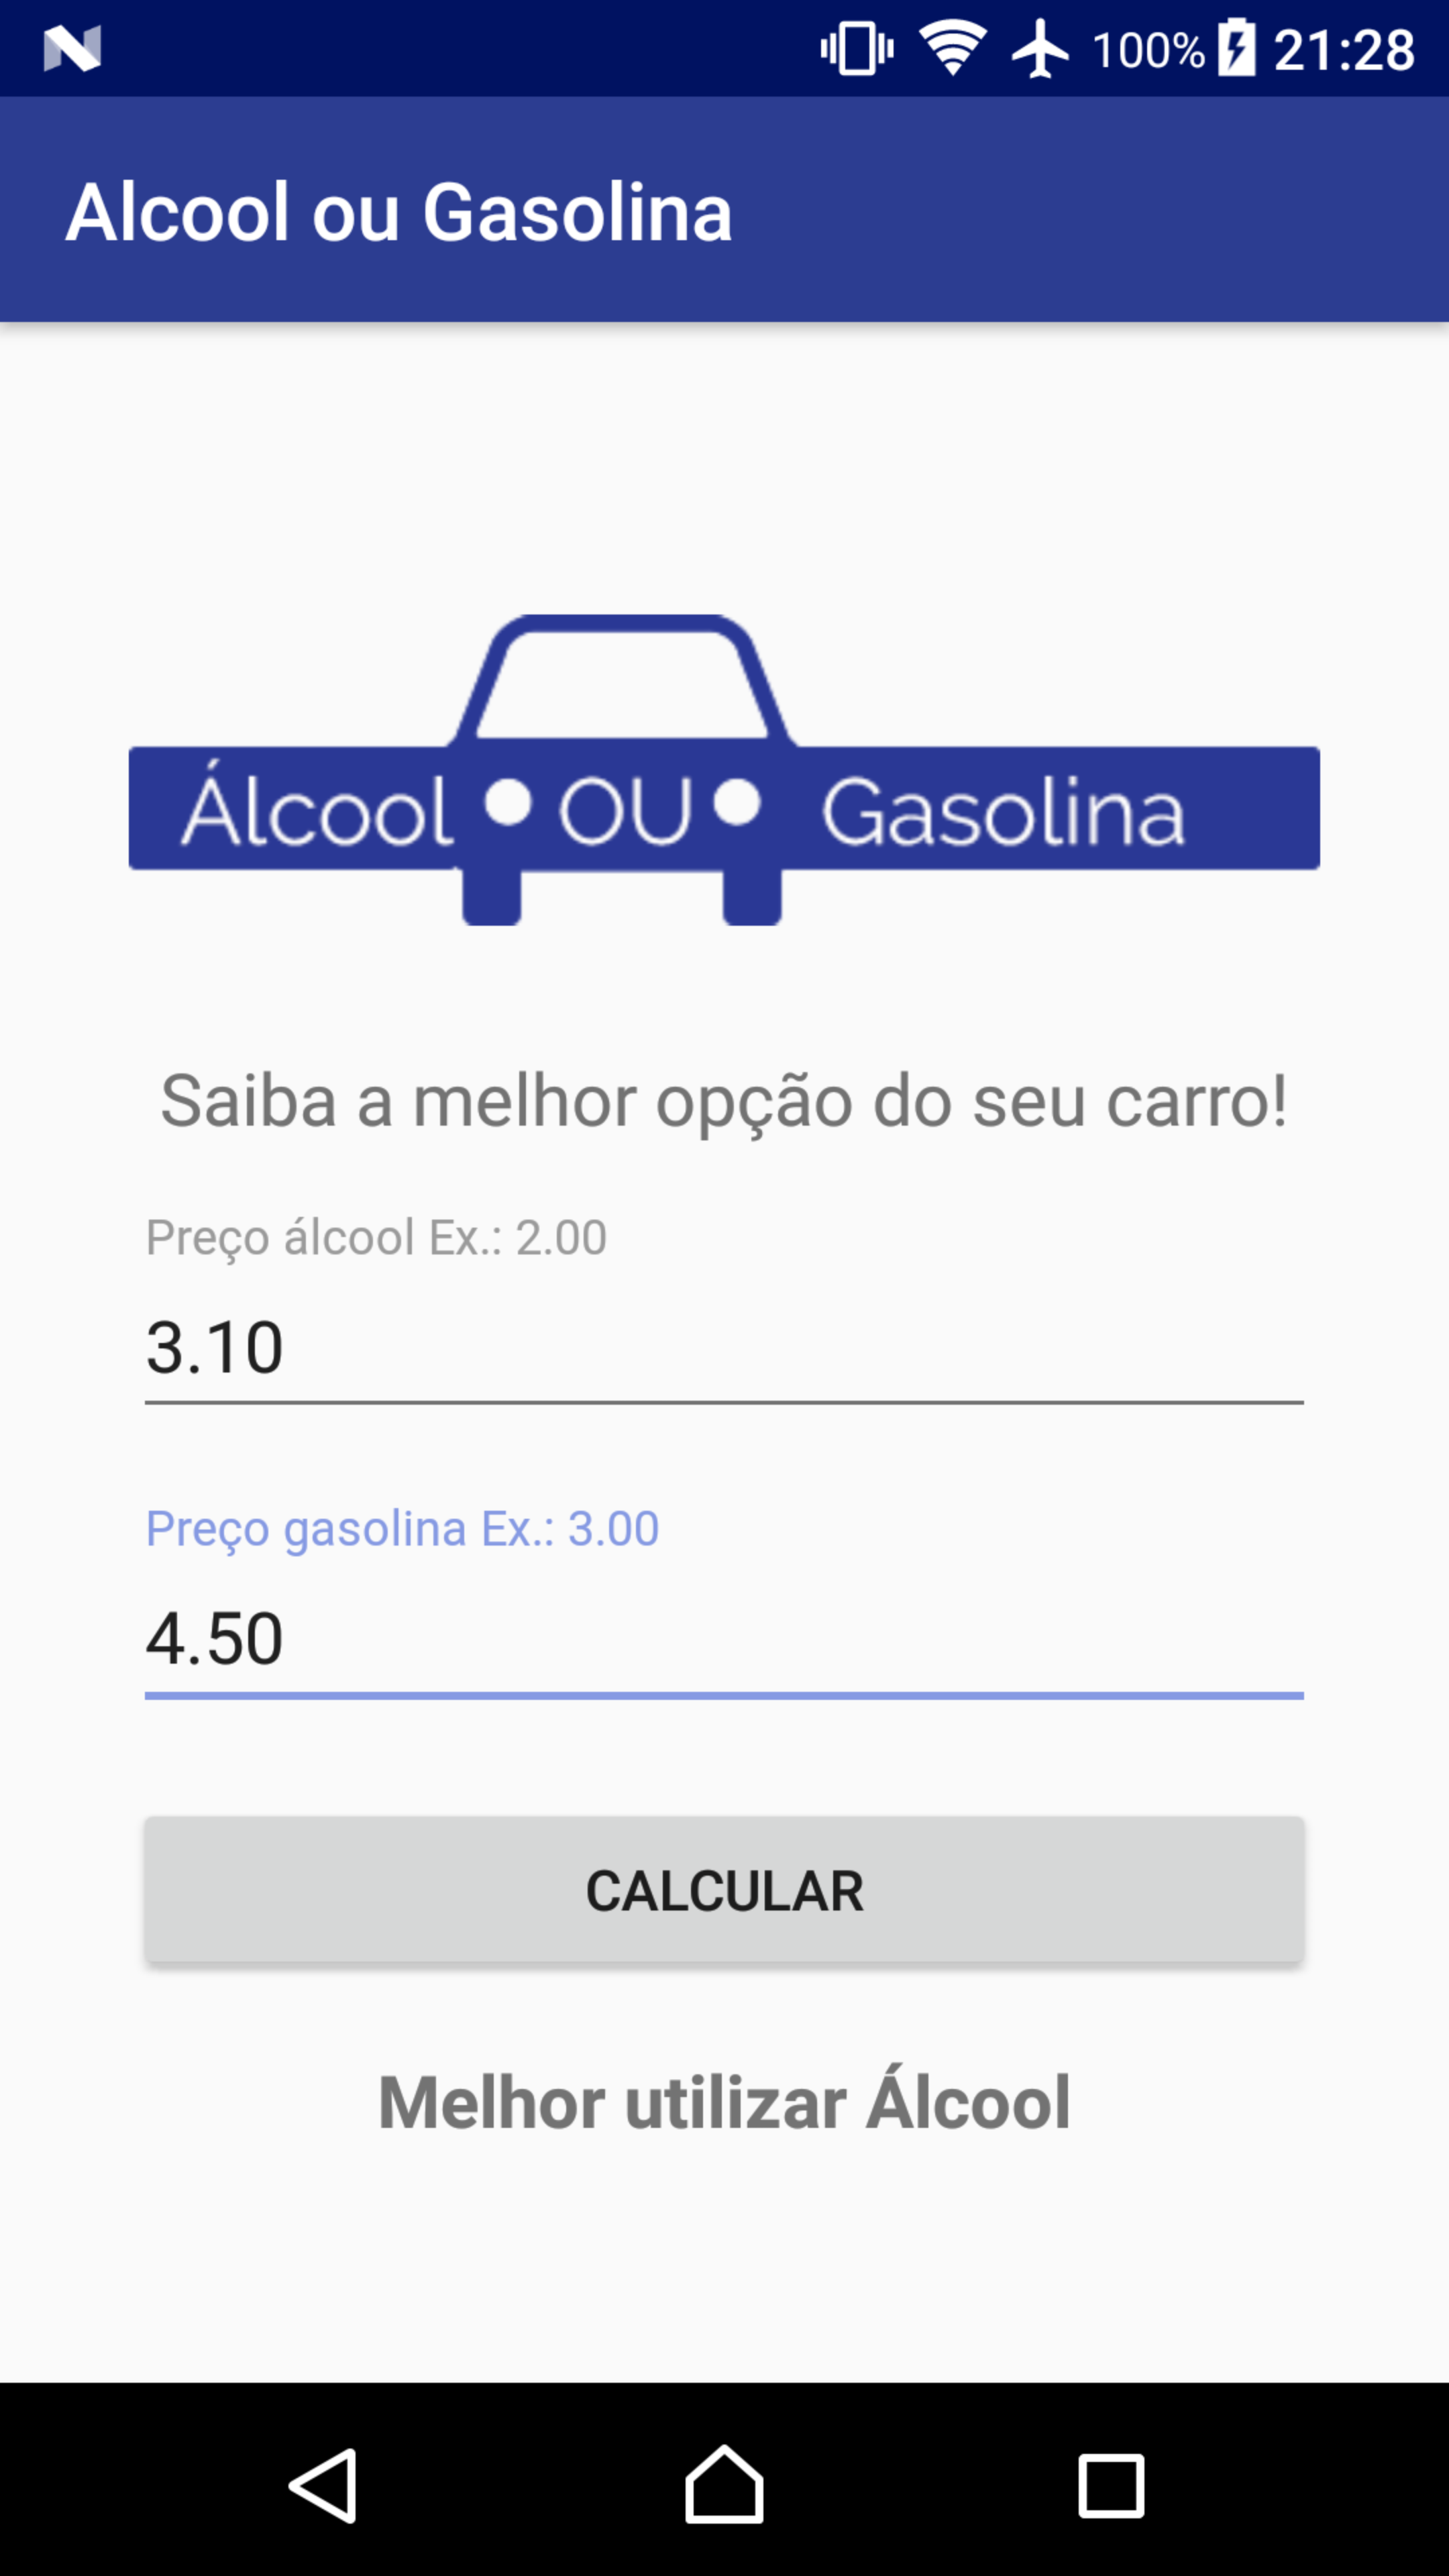 100% 21:28
Alcool ou Gasolina
Álcool OU Gasolina
Saiba a melhor opção do seu carro!
Preço álcool Ex.: 2.00
3.10
Preço gasolina Ex.: 3.00
4.50
CALCULAR
Melhor utilizar Álcool